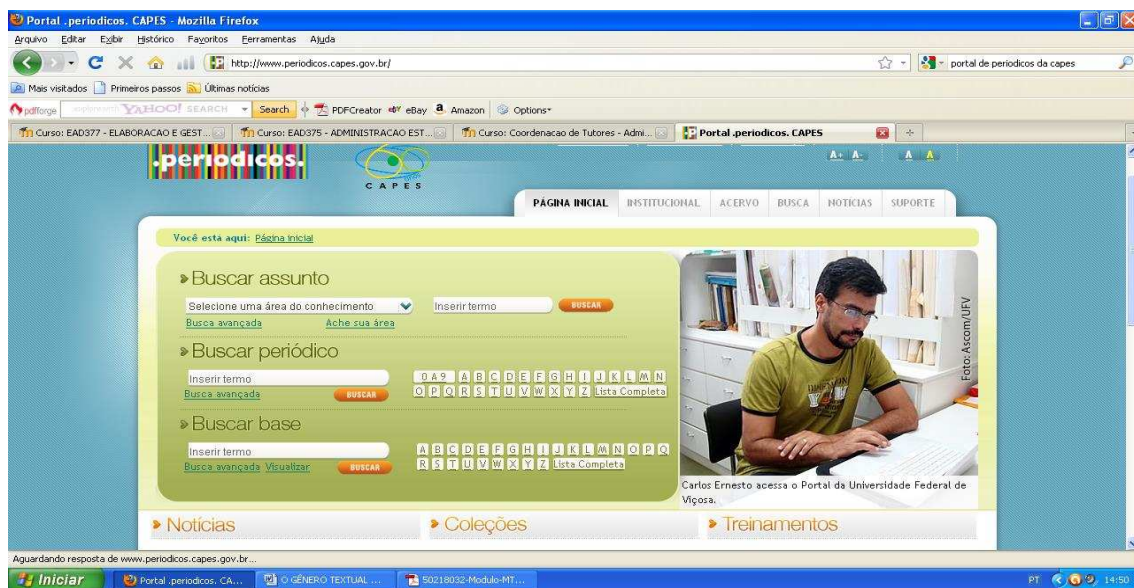 Portal .periodicos. CAPES - Mozilla Firefox
Arquivo Editar Exibir Histórico Favoritos Ferramentas Ajuda
http://www.periodicos.capes.gov.br/ portal de periodicos da capes
Mais visitados Primeiros passos Últimas notícias
pdfforge YAHOO! SEARCH Search PDFCreator eBay Amazon Options
Curso: EAD377 - ELABORACAO E GEST... Curso: EAD375 - ADMINISTRACAO EST... Curso: Coordenacao de Tutores - Admi... Portal .periodicos. CAPES
.periodicos.
CAPES
A+ A- A A
PÁGINA INICIAL INSTITUCIONAL ACERVO BUSCA NOTÍCIAS SUPORTE
Você está aqui: Página inicial
Buscar assunto
Selecione uma área do conhecimento Inserir termo BUSCAR
Busca avançada Ache sua área
Buscar periódico
Inserir termo 0 A 9 A B C D E F G H I J K L M N
Busca avançada BUSCAR O P Q R S T U V W X Y Z Lista Completa
Buscar base
Inserir termo A B C D E F G H I J K L M N O P Q
Busca avançada Visualizar BUSCAR R S T U V W X Y Z Lista Completa
Foto: Ascom/UFV
Carlos Ernesto acessa o Portal da Universidade Federal de
Viçosa.
Notícias Coleções Treinamentos
Aguardando resposta de www.periodicos.capes.gov.br...
Iniciar Portal .periodicos. CA... O GÊNERO TEXTUAL ... 50218032-Modulo-MT... PT 14:50